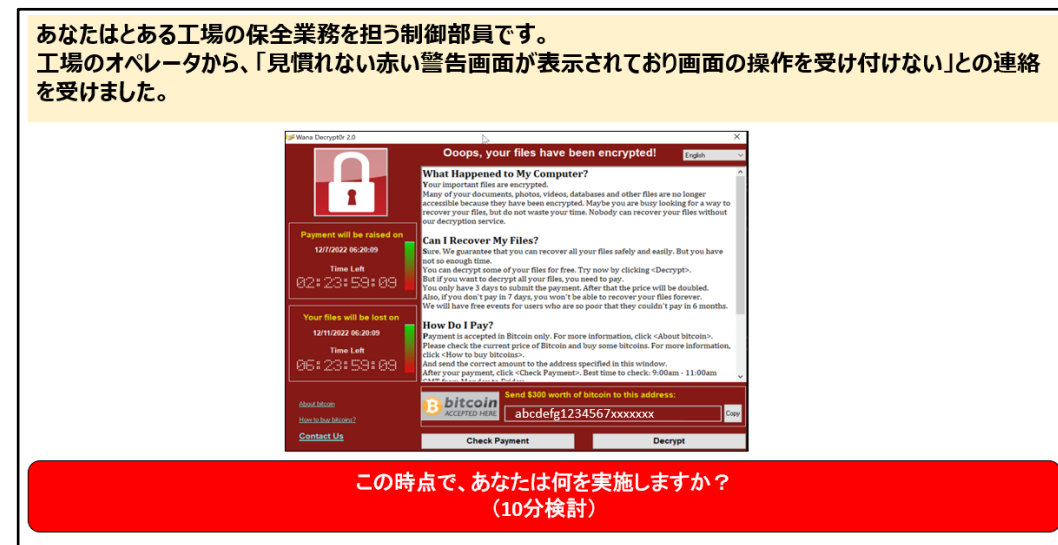 あなたはとある工場の保全業務を担う制御部員です。
工場のオペレータから、「見慣れない赤い警告画面が表示されており画面の操作を受け付けない」との連絡
を受けました。
Wana Decrypt0r 2.0
Ooops, your files have been encrypted!
English
What Happened to My Computer?
Your important files are encrypted.
Many of your documents, photos, videos, databases and other files are no longer
accessible because they have been encrypted. Maybe you are busy looking for a way to
recover your files, but do not waste your time. Nobody can recover your files without
our decryption service.
Can I Recover My Files?
Sure. We guarantee that you can recover all your files safely and easily. But you have
not so enough time.
You can decrypt some of your files for free. Try now by clicking <Decrypt>.
But if you want to decrypt all your files, you need to pay.
You only have 3 days to submit the payment. After that the price will be doubled.
Also, if you don't pay in 7 days, you won't be able to recover your files forever.
We will have free events for users who are so poor that they couldn't pay in 6 months.
How Do I Pay?
Payment is accepted in Bitcoin only. For more information, click <About bitcoin>.
Please check the current price of Bitcoin and buy some bitcoins. For more information,
click <How to buy bitcoins>.
And send the correct amount to the address specified in this window.
After your payment, click <Check Payment>. Best time to check: 9:00am - 11:00am
GMT from Monday to Friday.
Payment will be raised on
12/7/2022 06:20:09
Time Left
02:23:59:09
Your files will be lost on
12/11/2022 06:20:09
Time Left
06:23:59:09
About bitcoin
How to buy bitcoins?
Contact Us
bitcoin
ACCEPTED HERE
Send $300 worth of bitcoin to this address:
abcdefg1234567xxxxxxx
Copy
Check Payment
Decrypt
この時点で、あなたは何を実施しますか？
（10分検討）